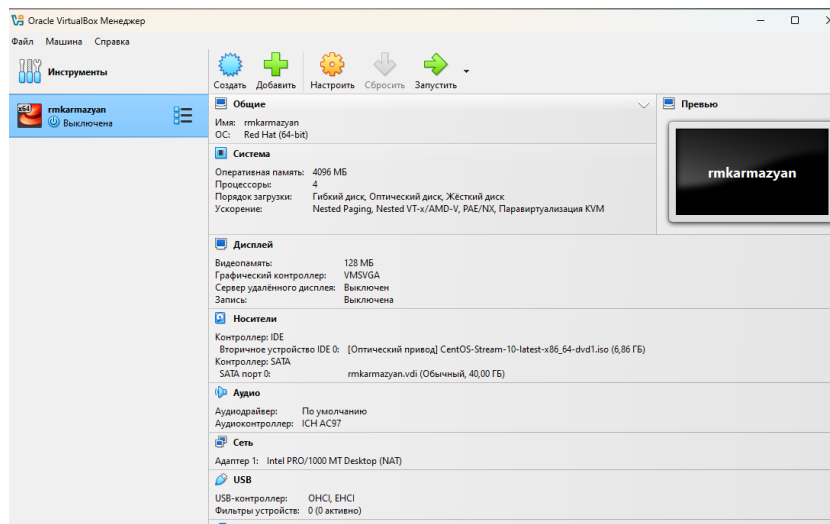 Oracle VirtualBox Менеджер
Файл Машина Справка
Инструменты
Создать Добавить Настроить Сбросить Запустить
x64
rmkarmazyan
Выключена
Общие
Имя: rmkarmazyan
ОС: Red Hat (64-bit)
Превью
rmkarmazyan
Система
Оперативная память: 4096 МБ
Процессоры: 4
Порядок загрузки: Гибкий диск, Оптический диск, Жёсткий диск
Ускорение: Nested Paging, Nested VT-x/AMD-V, PAE/NX, Паравиртуализация KVM
Дисплей
Видеопамять: 128 МБ
Графический контроллер: VMSVGA
Сервер удалённого дисплея: Выключен
Запись: Выключена
Носители
Контроллер: IDE
Вторичное устройство IDE 0: [Оптический привод] CentOS-Stream-10-latest-x86_64-dvd1.iso (6,86 ГБ)
Контроллер: SATA
SATA порт 0: rmkarmazyan.vdi (Обычный, 40,00 ГБ)
Аудио
Аудиодрайвер: По умолчанию
Аудиоконтроллер: ICH AC97
Сеть
Адаптер 1: Intel PRO/1000 MT Desktop (NAT)
USB
USB-контроллер: OHCI, EHCI
Фильтры устройств: 0 (0 активно)